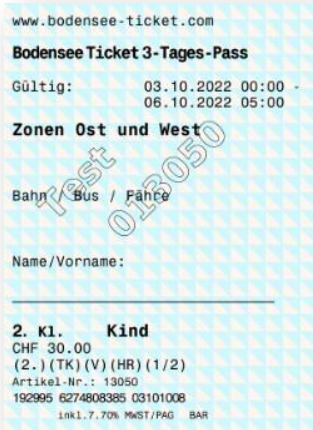 www.bodensee-ticket.com
Bodensee Ticket 3-Tages-Pass
Gültig: 03.10.2022 00:00 -
06.10.2022 05:00
Zonen Ost und West
Test
013050
Bahn / Bus / Fähre
Name/Vorname:
2. Kl. Kind
CHF 30.00
(2.)(TK)(V)(HR)(1/2)
Artikel-Nr.: 13050
192995 6274808385 03101008
inkl.7.70% MWST/PAG BAR